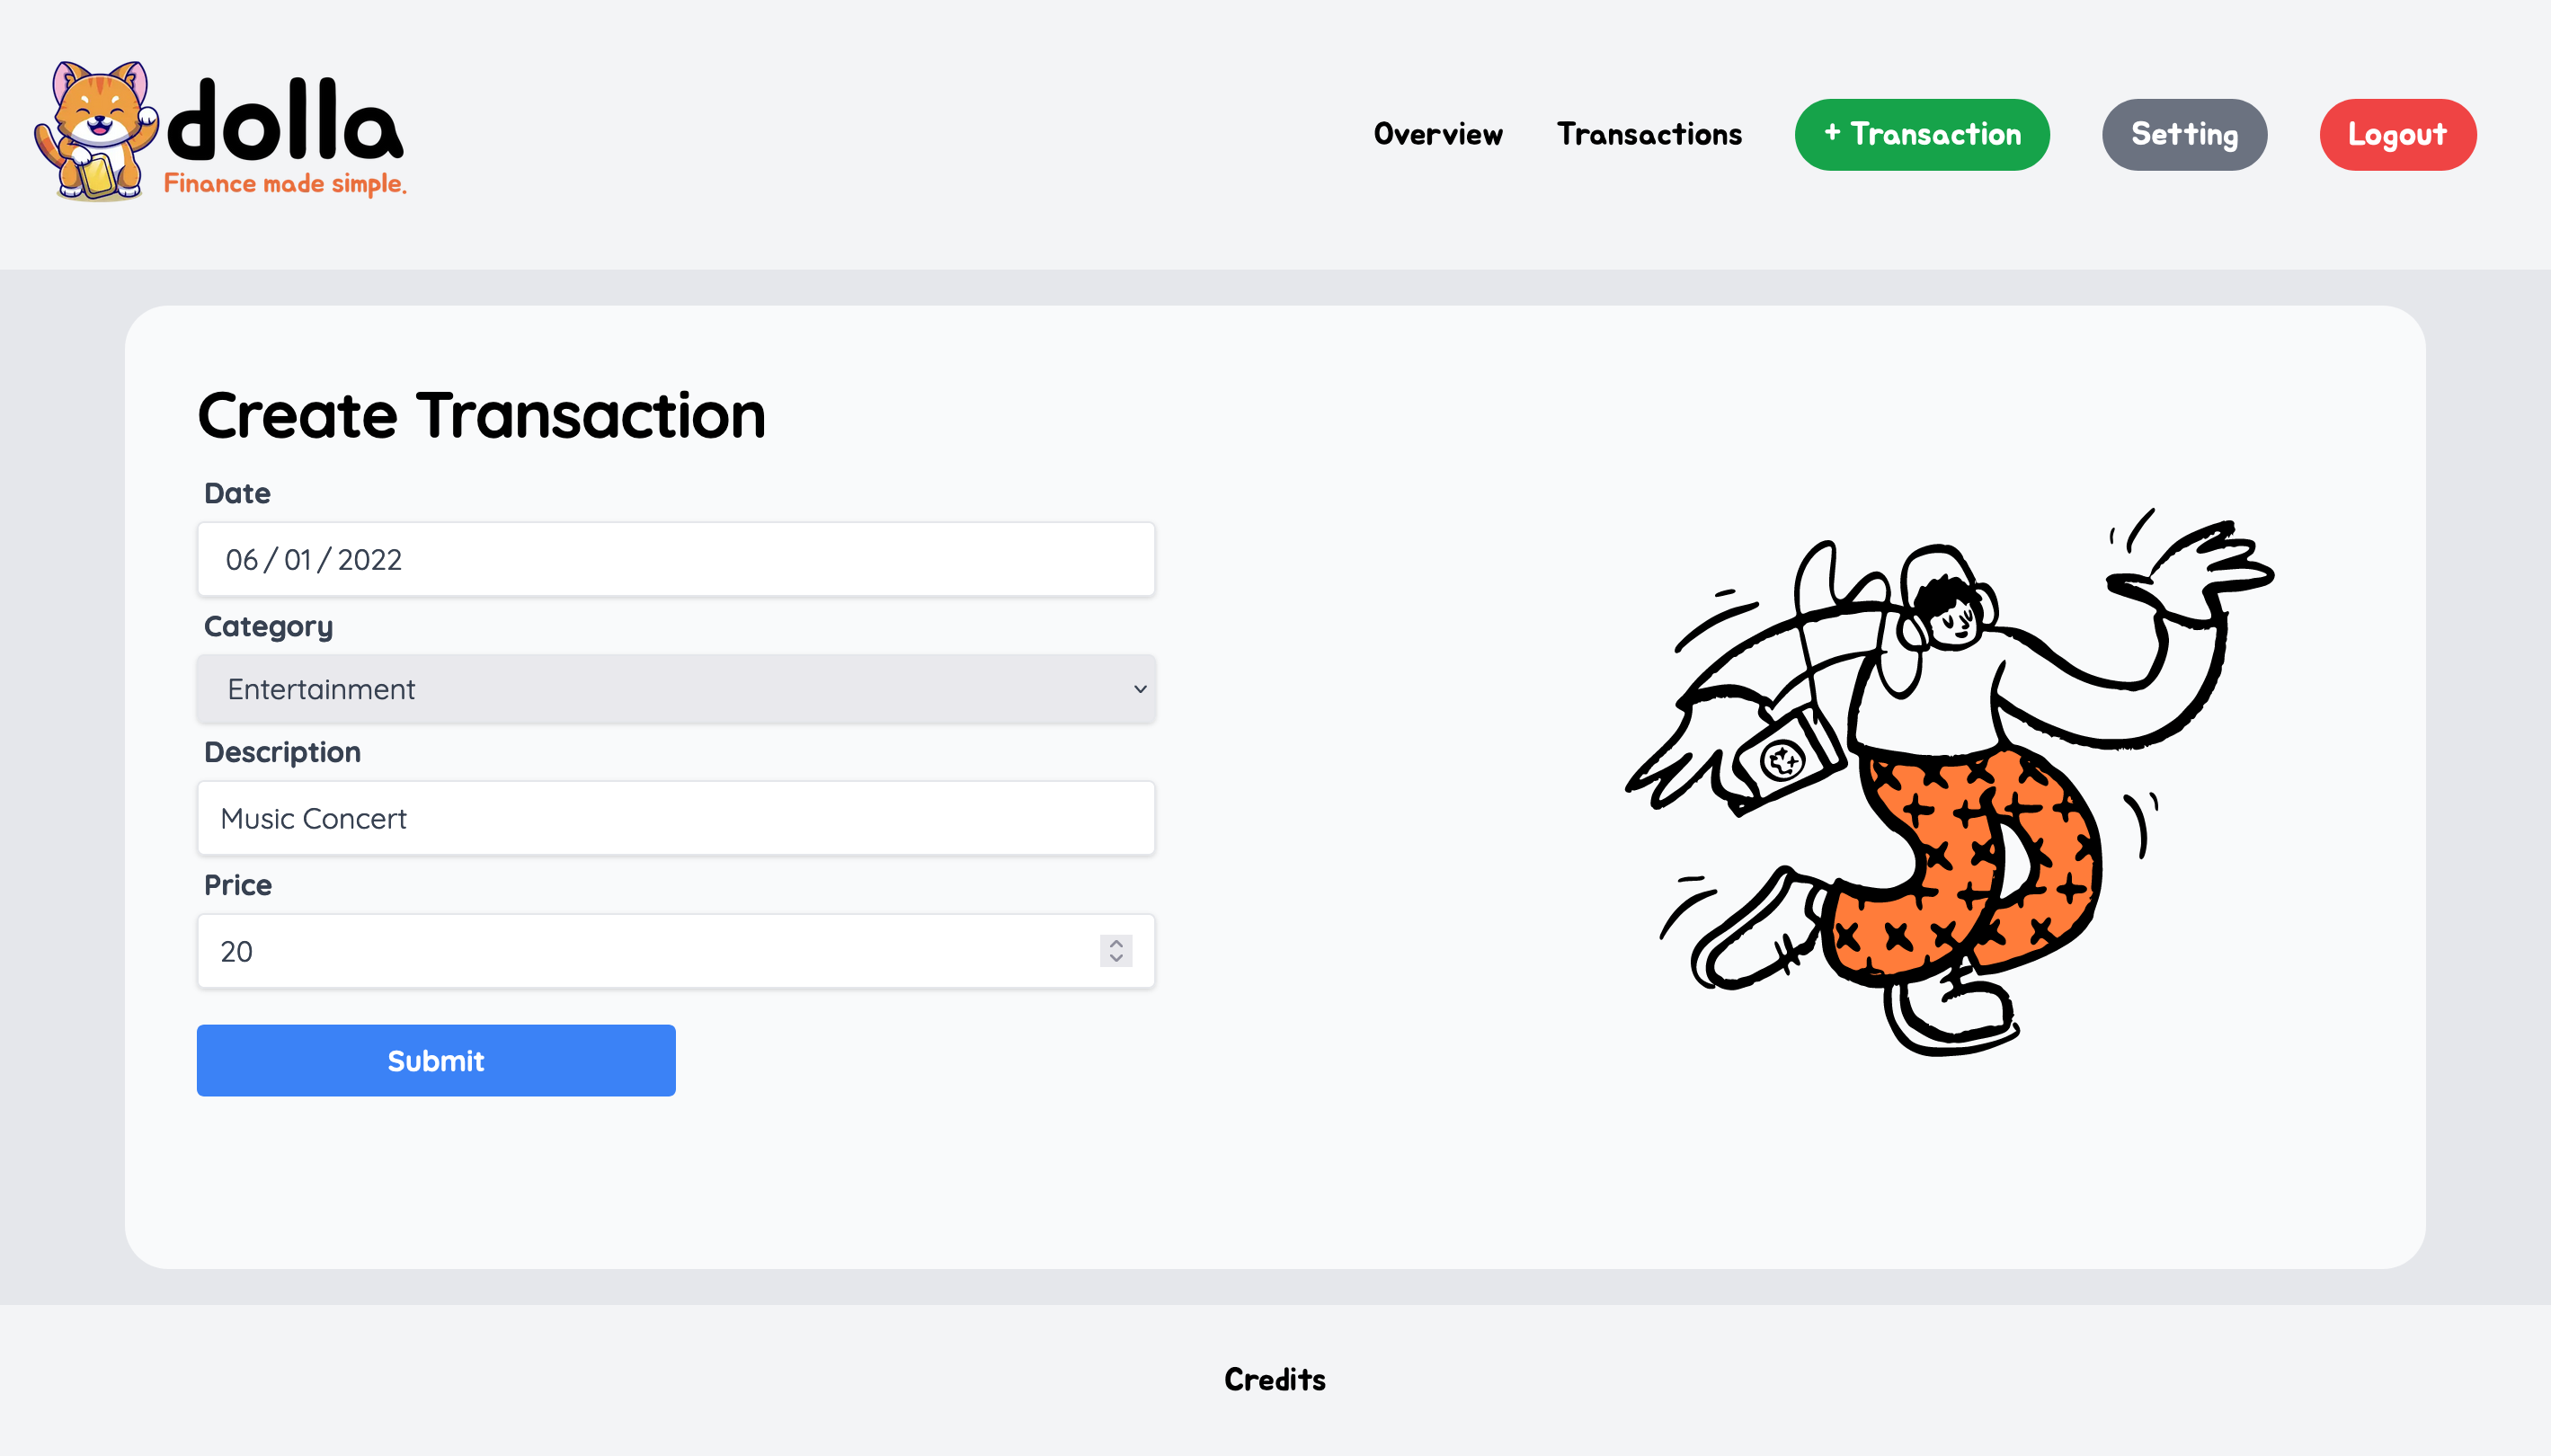 dolla
Finance made simple.
Overview Transactions + Transaction Setting Logout
Create Transaction
Date
06 / 01 / 2022
Category
Entertainment
Description
Music Concert
Price
20
Submit
Credits